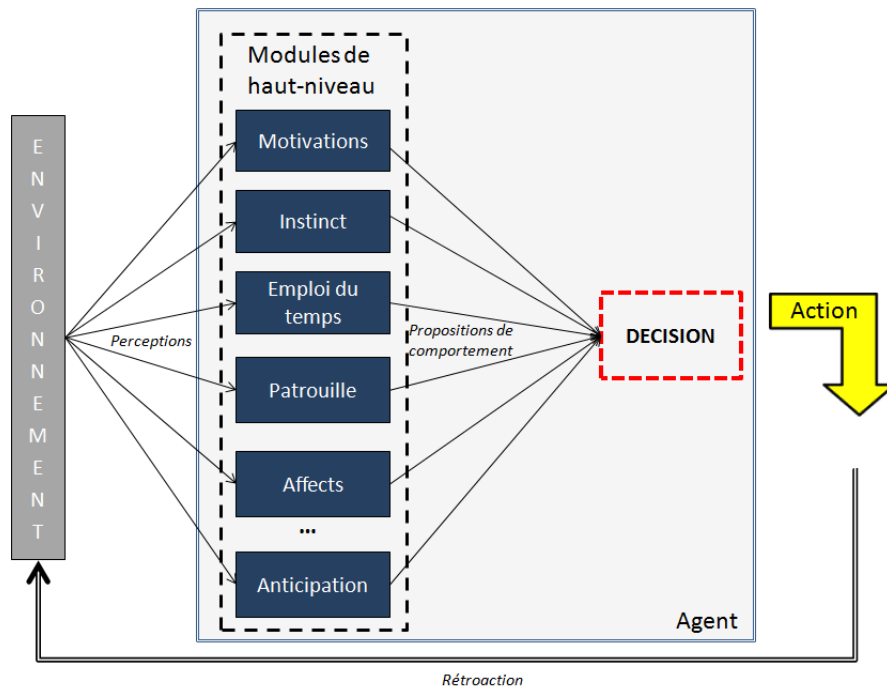 ENVIRONNEMENT
Modules de
haut-niveau
Motivations
Instinct
Emploi du
temps
Patrouille
Affects
...
Anticipation
Perceptions
Propositions de
comportement
DECISION
Action
Agent
Rétroaction